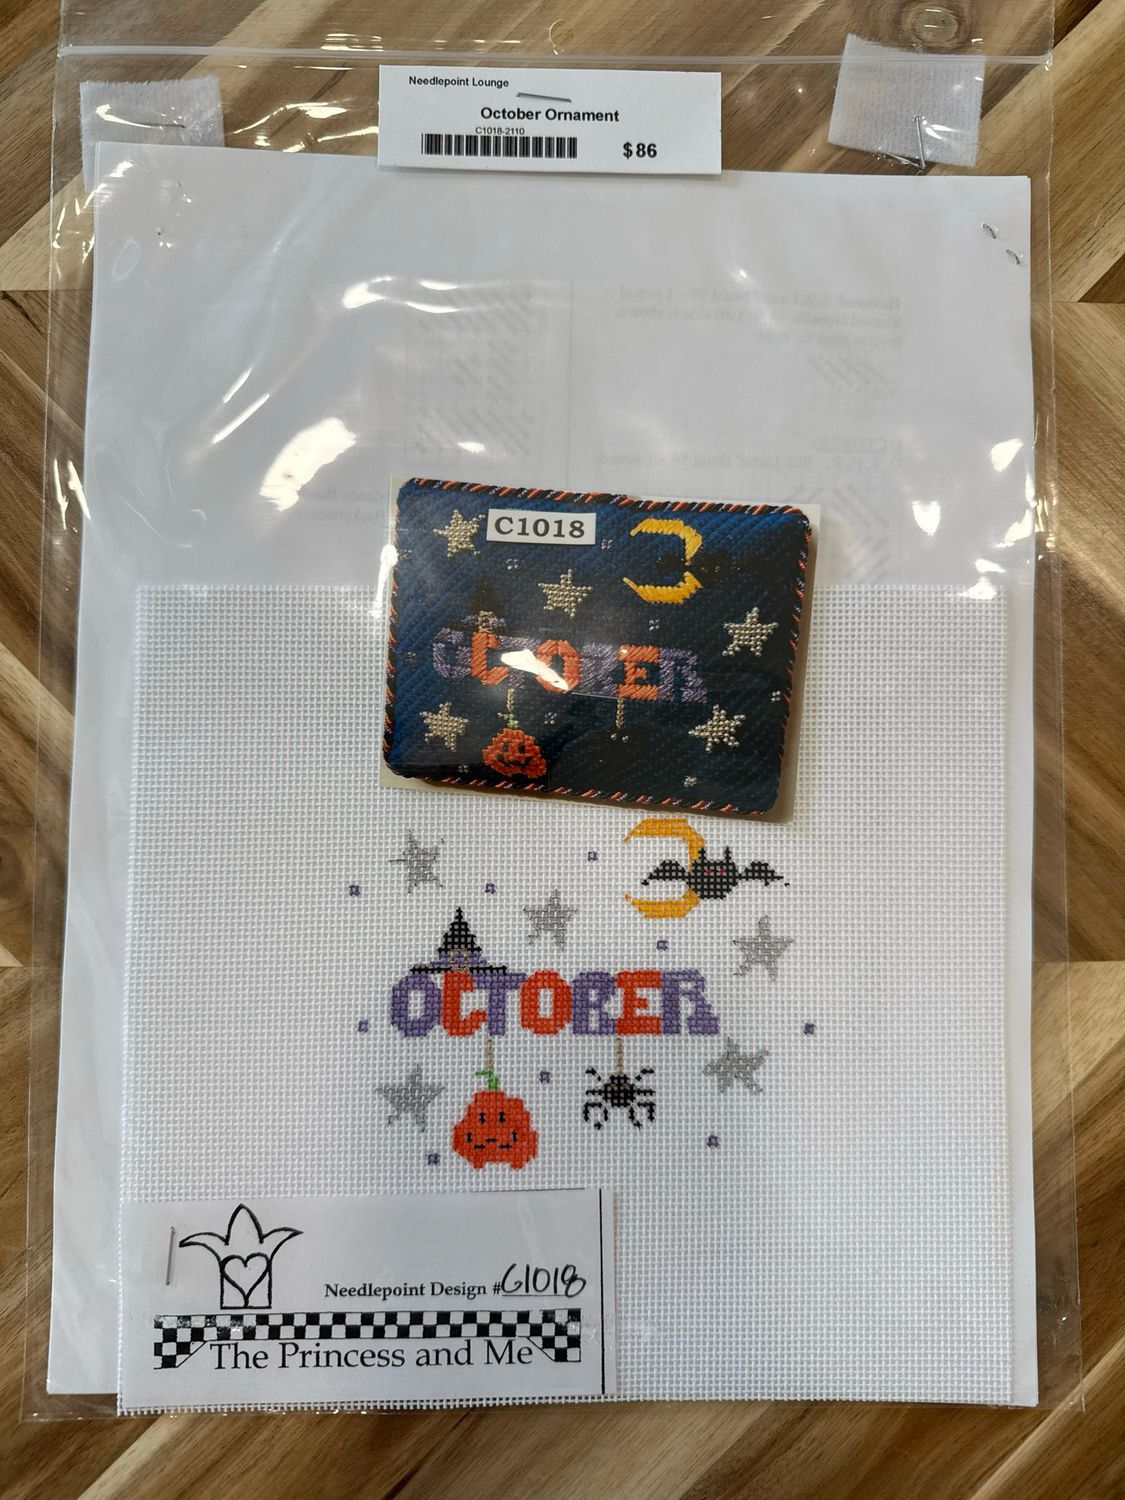 Needlepoint Lounge
October Ornament
C1018-2110
$86
C1018
OCTOBER
OCTOBER
Needlepoint Design #C1018
The Princess and Me